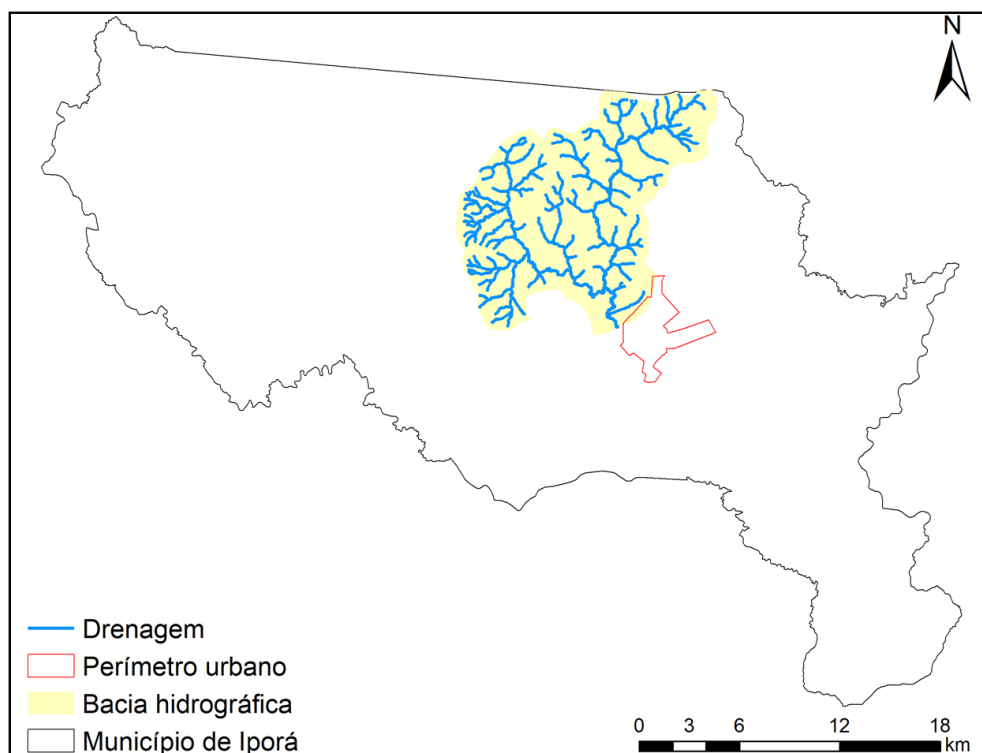 N
Drenagem
Perímetro urbano
Bacia hidrográfica
Município de Iporá
0 3 6 12 18
km